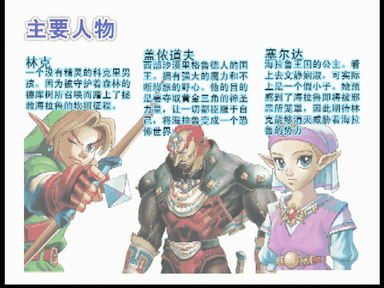 主要人物
林克
一个没有精灵的科克里男
孩。因为被守护着森林的
德库树所召唤而踏上了拯
救海拉鲁的坎坷征程。
盖侬道夫
西部沙漠里格鲁德人的国
王。拥有强大的魔力和不
断膨胀的野心。他的目的
是要夺取黄金三角的神圣
力量，让一切都臣服于自
己，将海拉鲁变成一个恐
怖世界
塞尔达
海拉鲁王国的公主。看
上去文静娴淑，可实际
上是一个假小子。她预
感到了海拉鲁即将被邪
恶所笼罩，因此期待林
克能够消灭威胁着海拉
鲁的势力